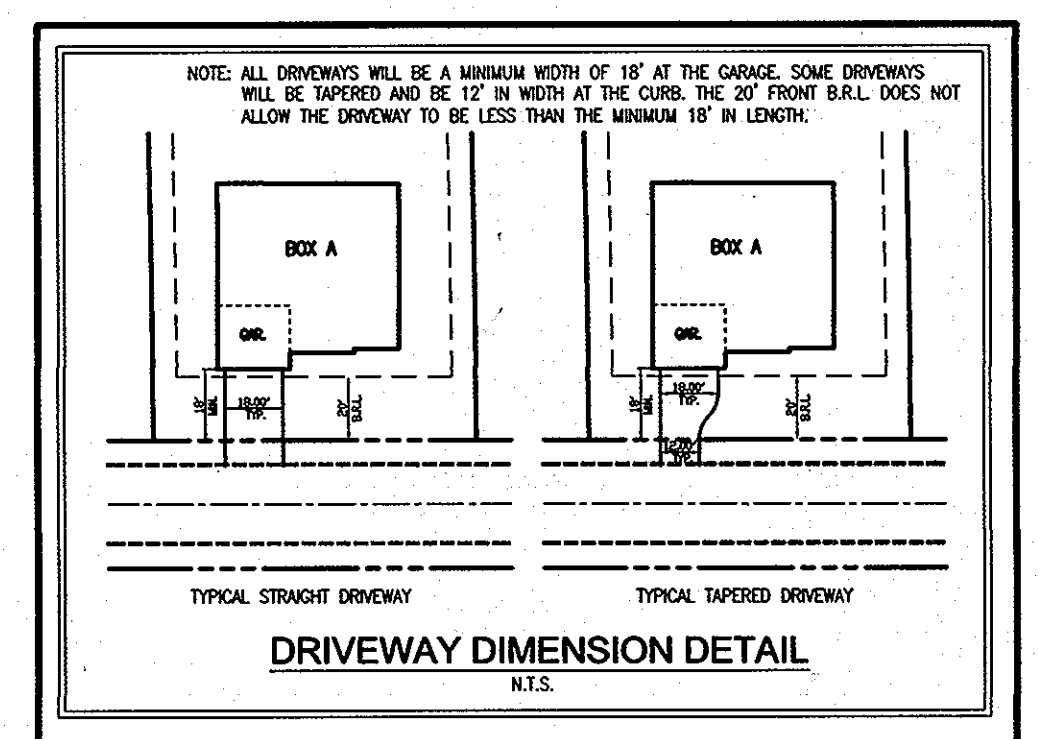 NOTE: ALL DRIVEWAYS WILL BE A MINIMUM WIDTH OF 18' AT THE GARAGE. SOME DRIVEWAYS
WILL BE TAPERED AND BE 12' IN WIDTH AT THE CURB. THE 20' FRONT B.R.L. DOES NOT
ALLOW THE DRIVEWAY TO BE LESS THAN THE MINIMUM 18' IN LENGTH.
BOX A
GAR.
18'
MIN.
18.00'
TYP.
20'
B.R.L.
TYPICAL STRAIGHT DRIVEWAY
BOX A
GAR.
18'
MIN.
18.00'
TYP.
12.00'
TYP.
20'
B.R.L.
TYPICAL TAPERED DRIVEWAY
DRIVEWAY DIMENSION DETAIL
N.T.S.